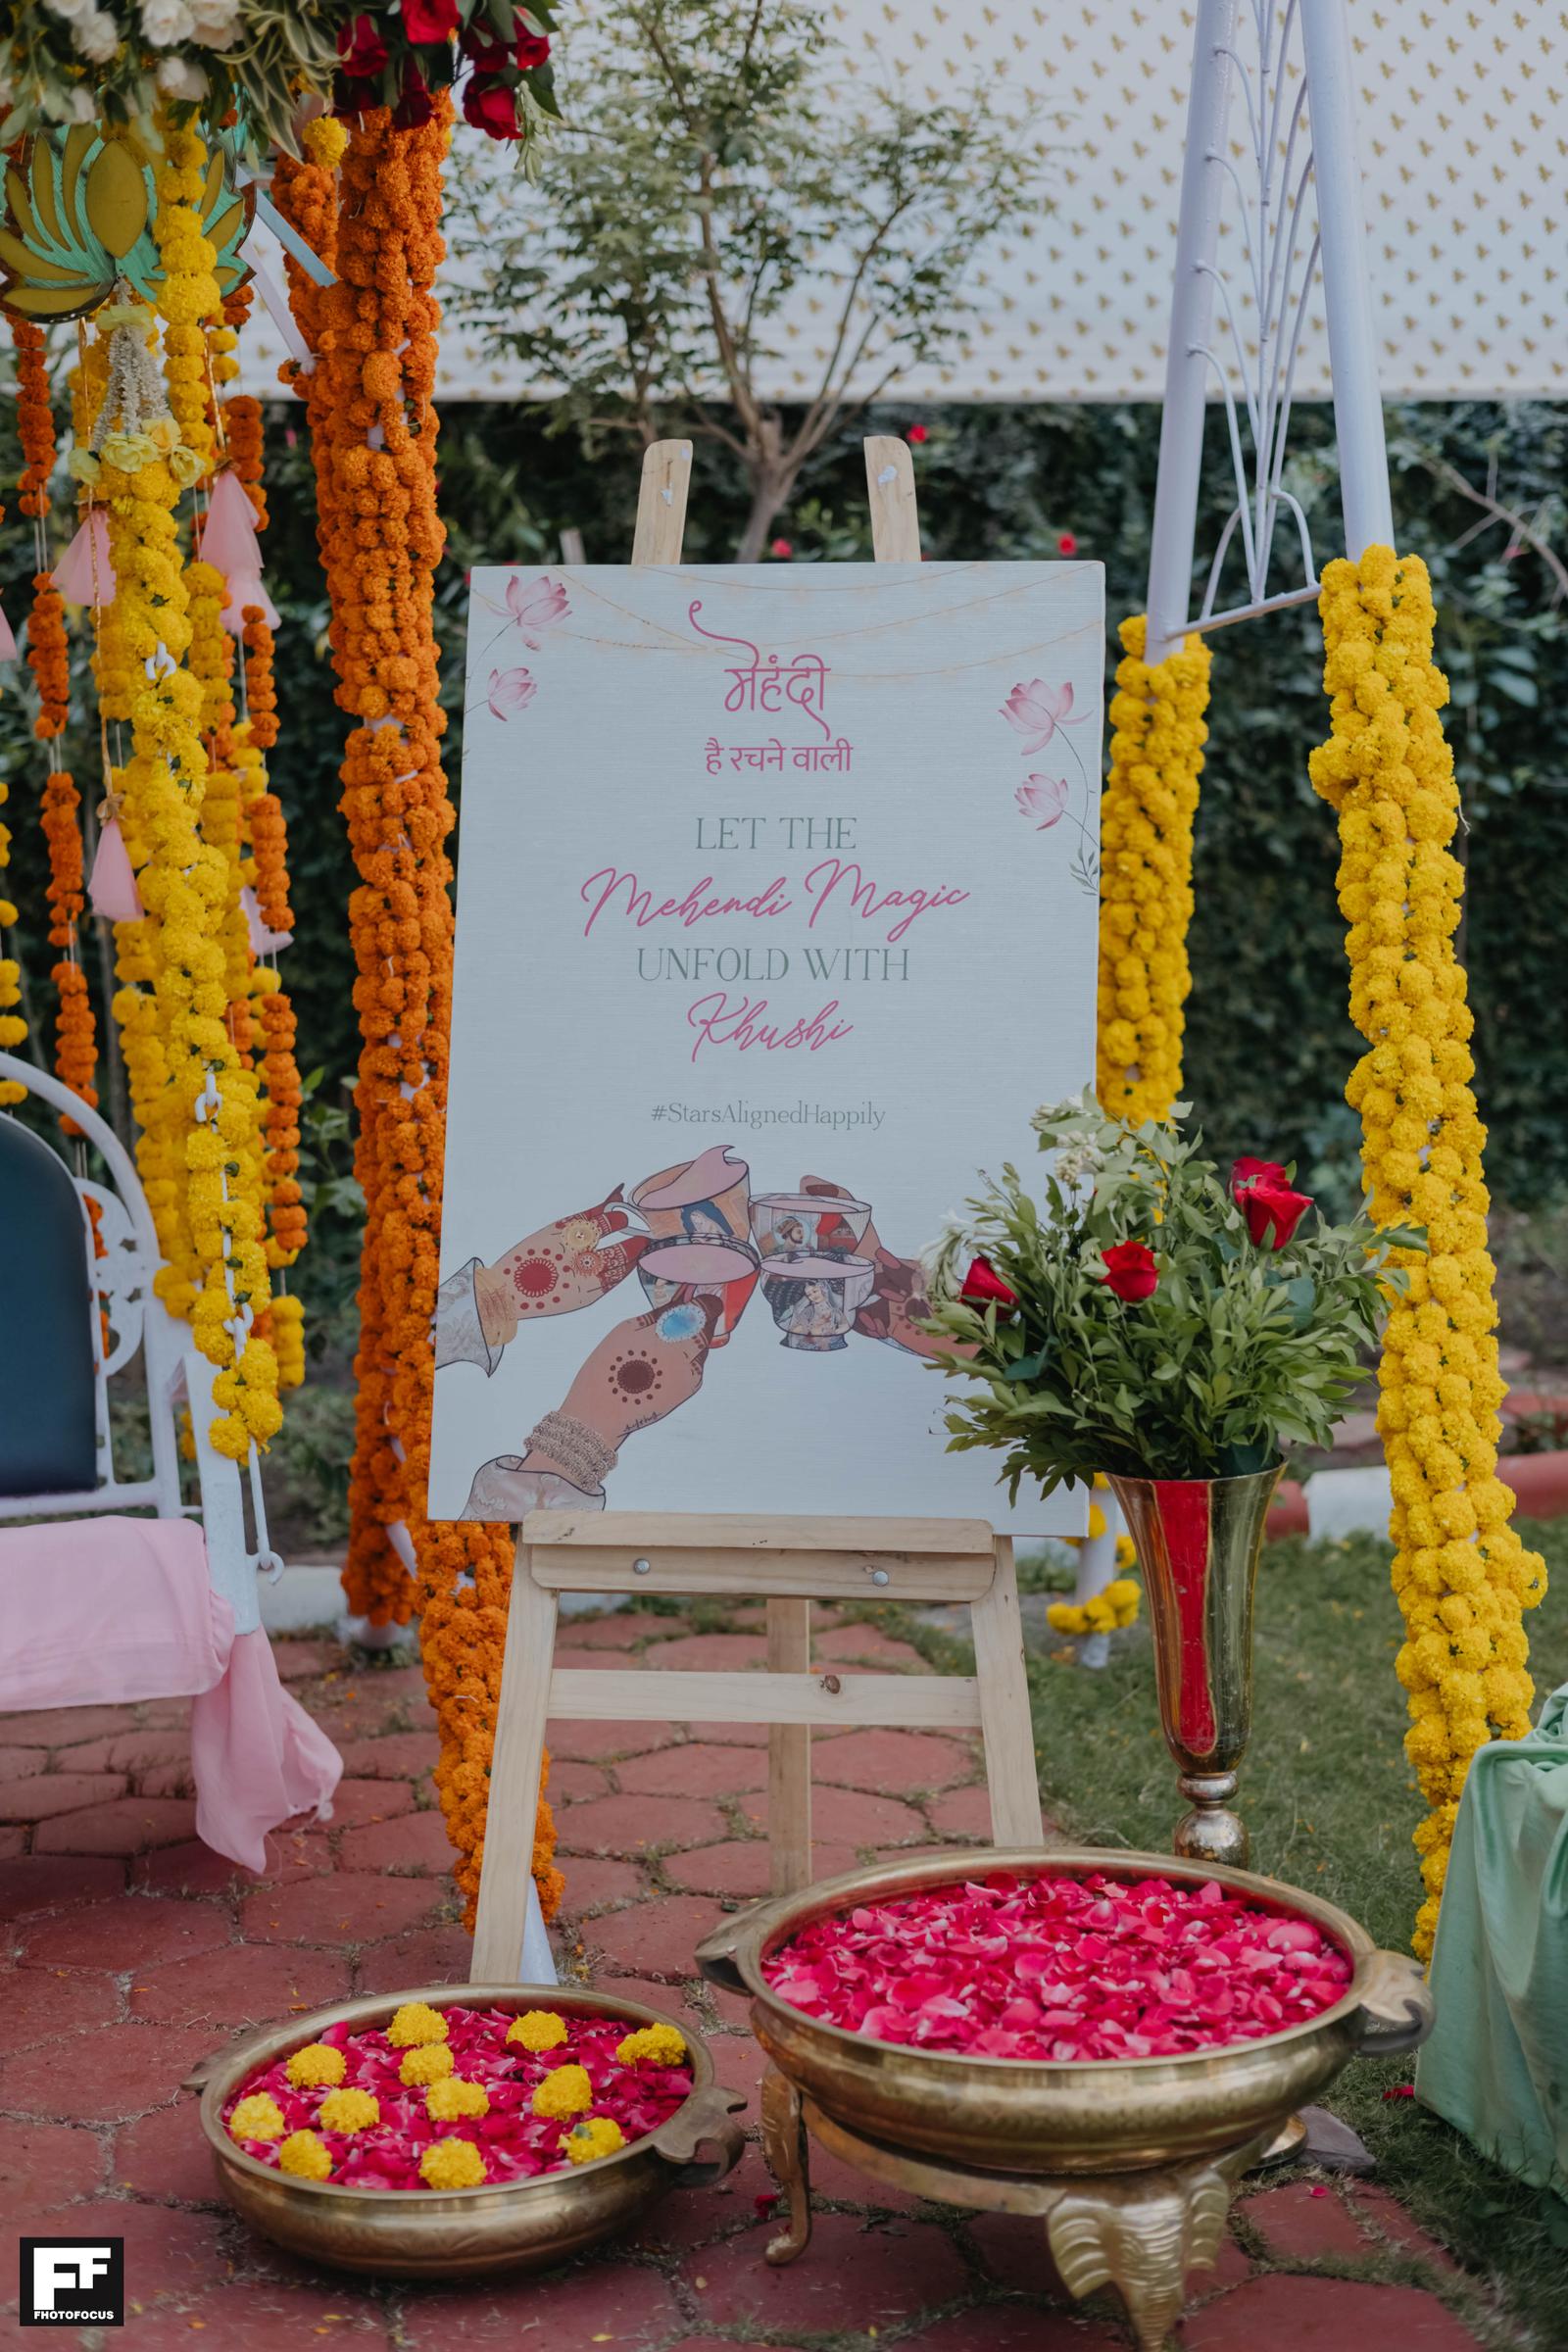 मेहंदी
है रचने वाली
LET THE
Mehendi Magic
UNFOLD WITH
Khushi
#StarsAlignedHappily
FF
FHOTOFOCUS